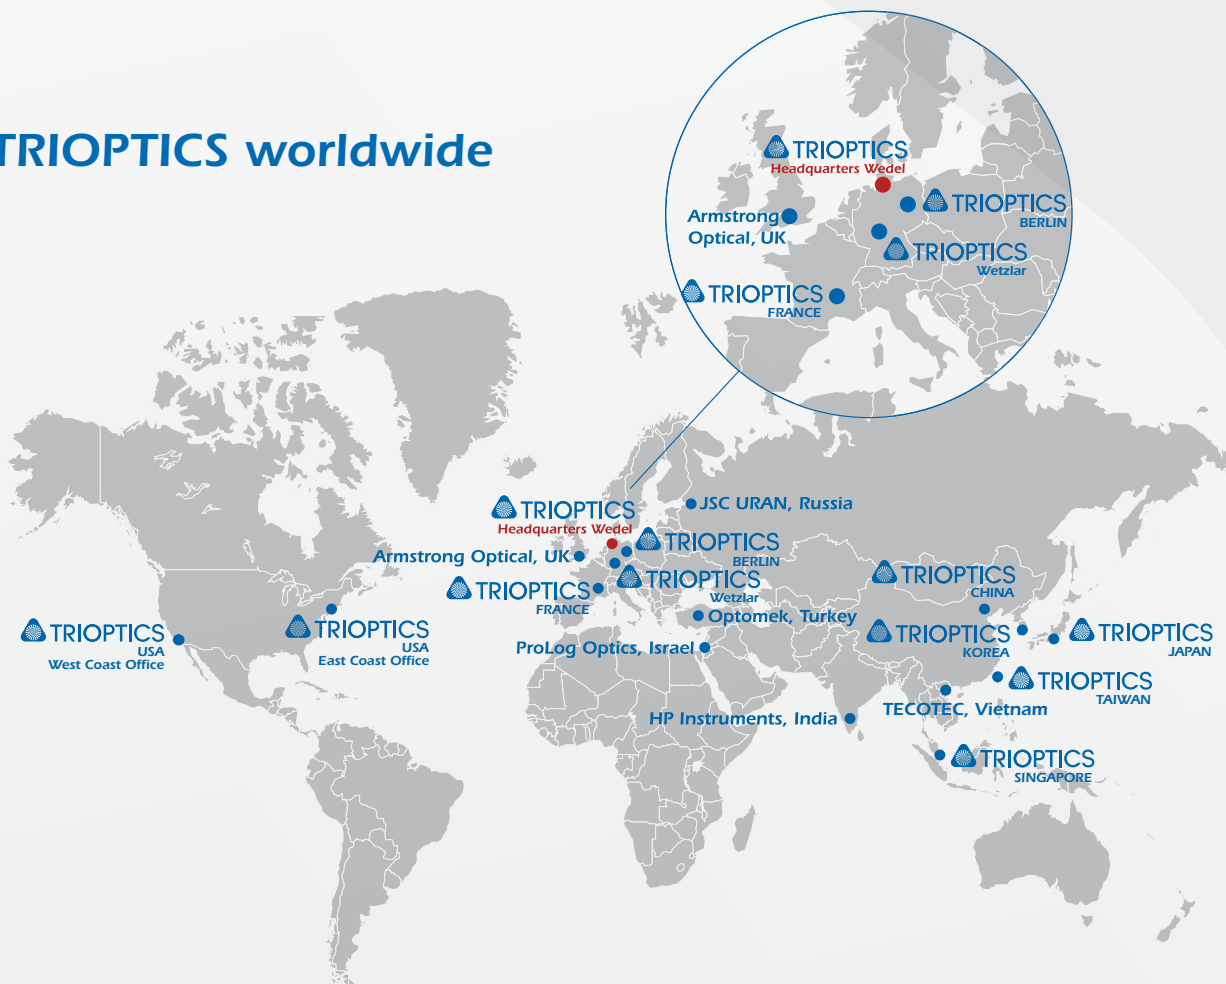 TRIOPTICS worldwide
TRIOPTICS
Headquarters Wedel
TRIOPTICS
BERLIN
Armstrong
Optical, UK
TRIOPTICS
Wetzlar
TRIOPTICS
FRANCE
JSC URAN, Russia
TRIOPTICS
Headquarters Wedel
TRIOPTICS
BERLIN
Armstrong Optical, UK
TRIOPTICS
Wetzlar
TRIOPTICS
FRANCE
TRIOPTICS
CHINA
Optomek, Turkey
TRIOPTICS
USA
West Coast Office
TRIOPTICS
USA
East Coast Office
ProLog Optics, Israel
TRIOPTICS
KOREA
TRIOPTICS
JAPAN
TRIOPTICS
TAIWAN
TECOTEC, Vietnam
HP Instruments, India
TRIOPTICS
SINGAPORE